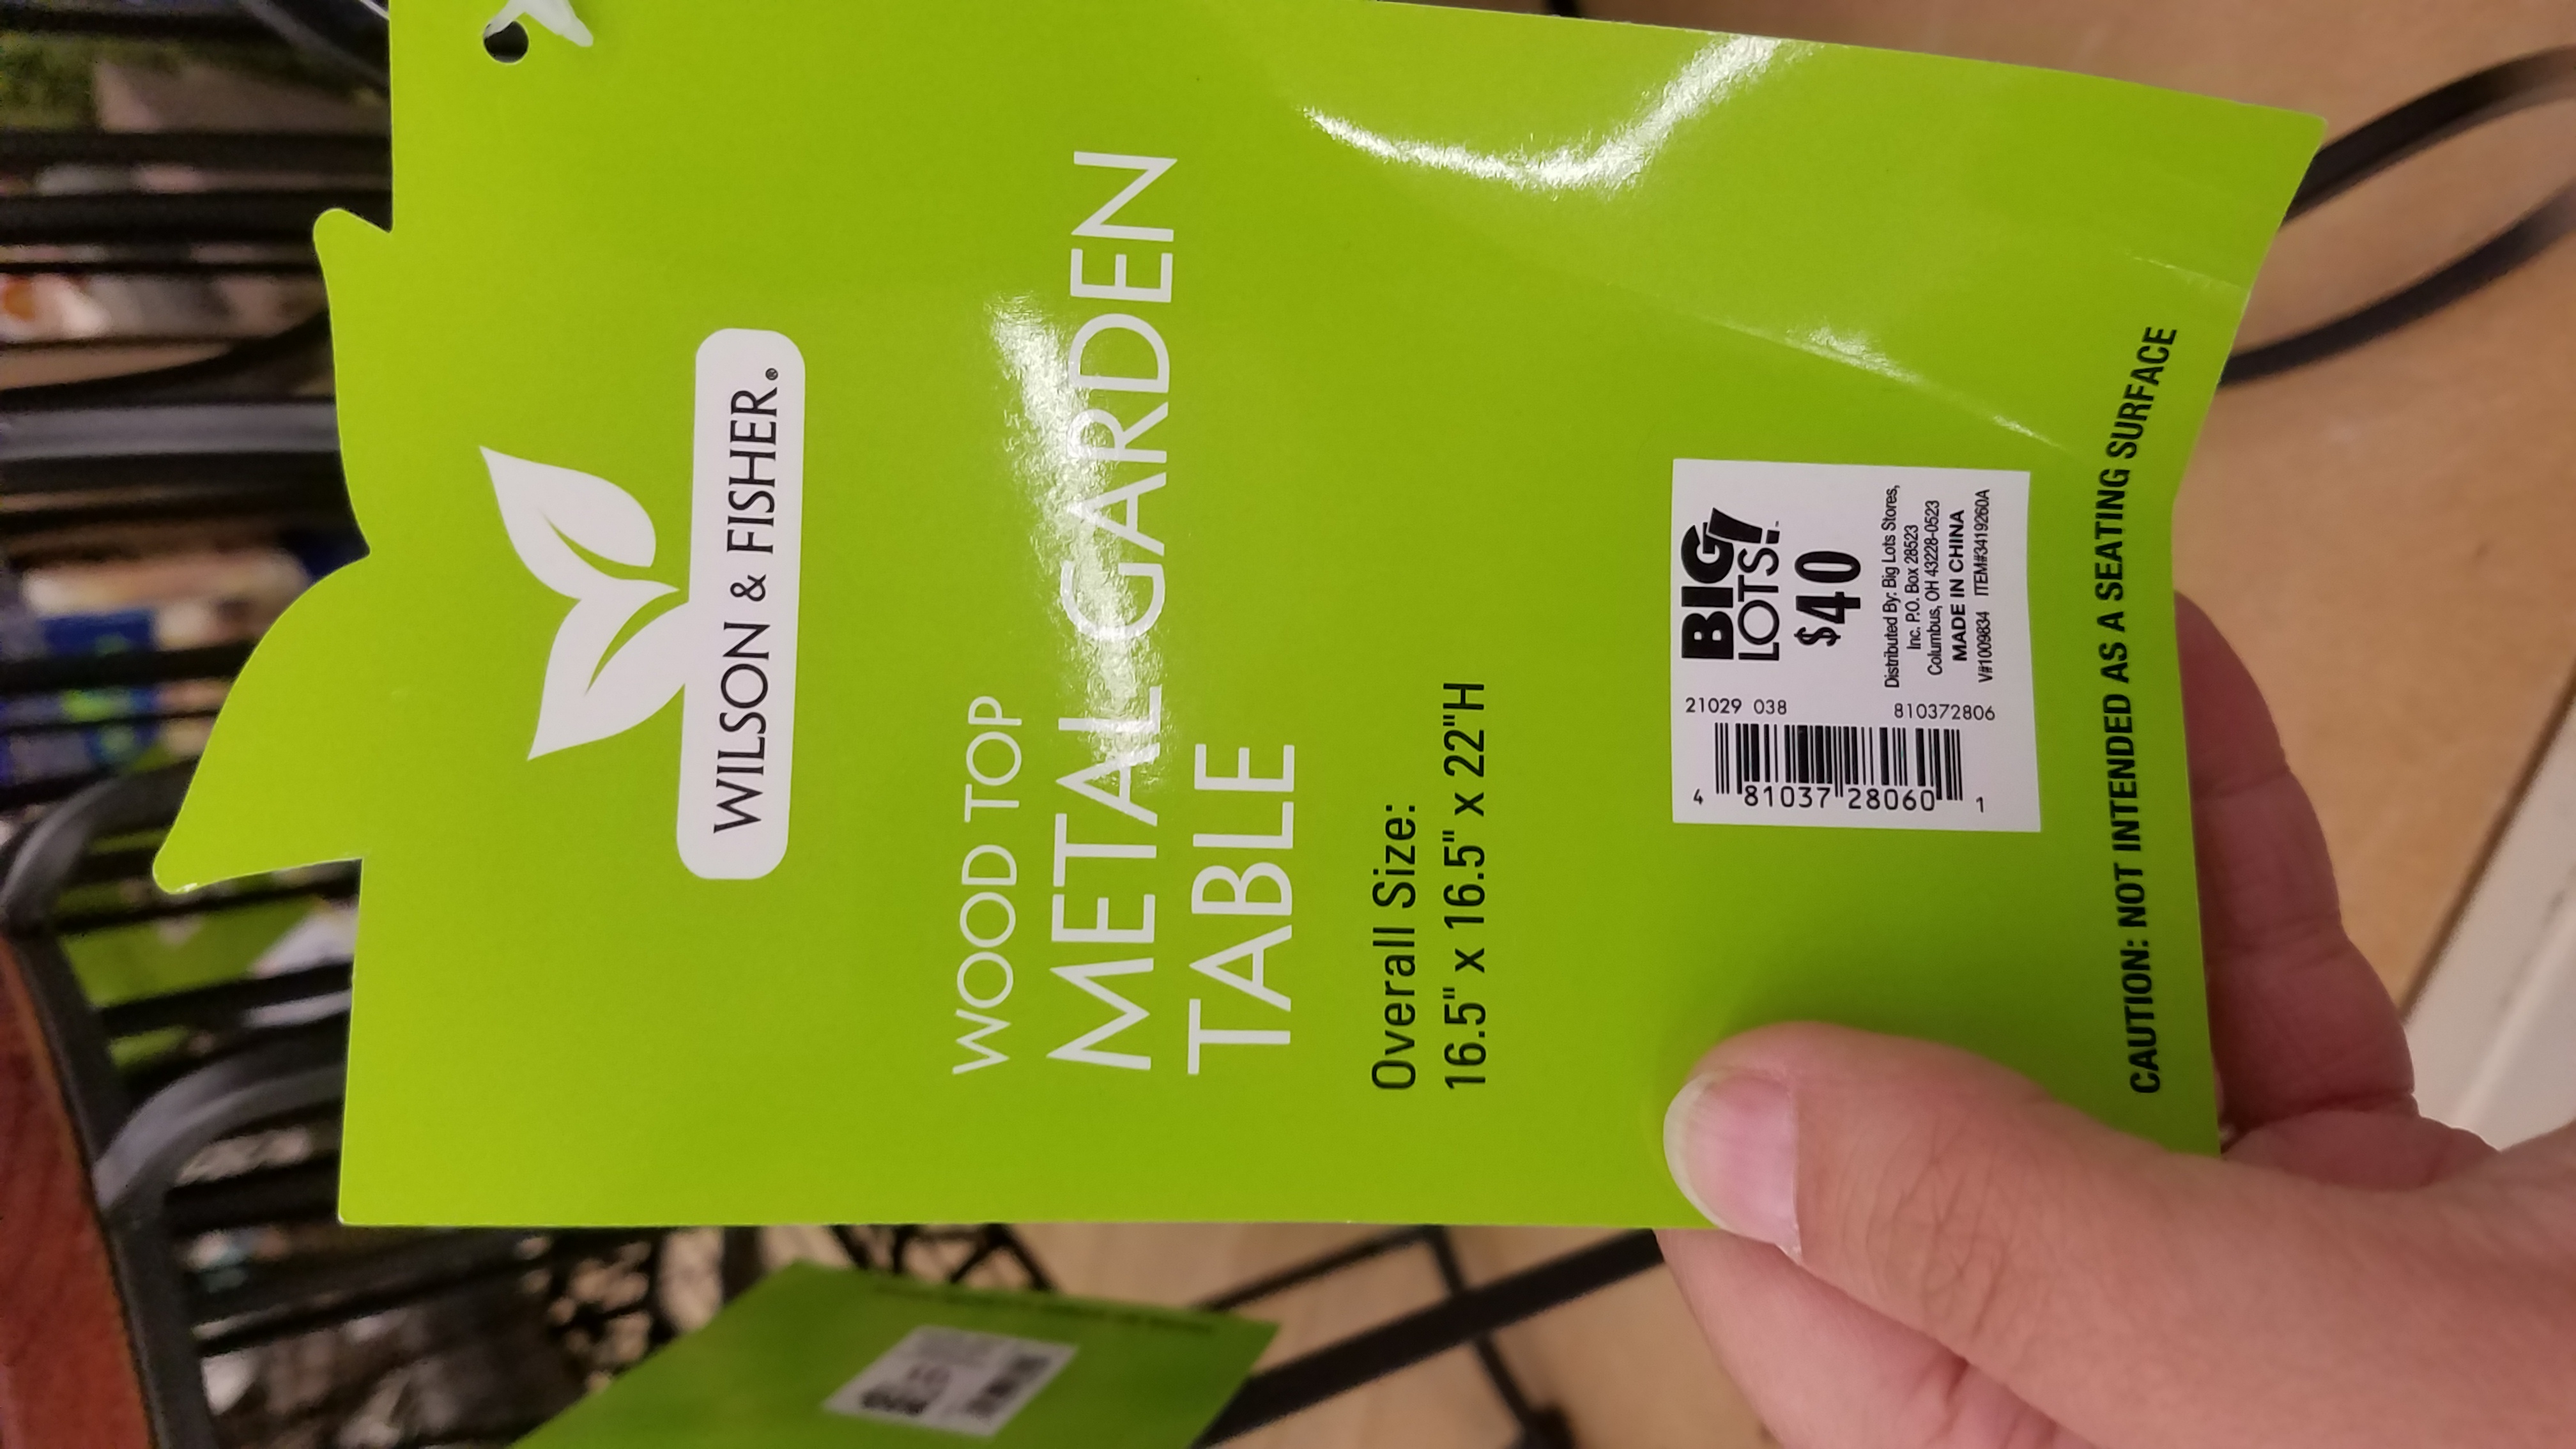 WILSON & FISHER®
WOOD TOP
METAL GARDEN
TABLE
Overall Size:
16.5" x 16.5" x 22"H
BIG
LOTS!™
$40
Distributed By: Big Lots Stores,
Inc. P.O. Box 28523
Columbus, OH 43228-0523
MADE IN CHINA
V#1009834 ITEM#3419260A
21029 038
810372806
4 81037 28060 1
CAUTION: NOT INTENDED AS A SEATING SURFACE